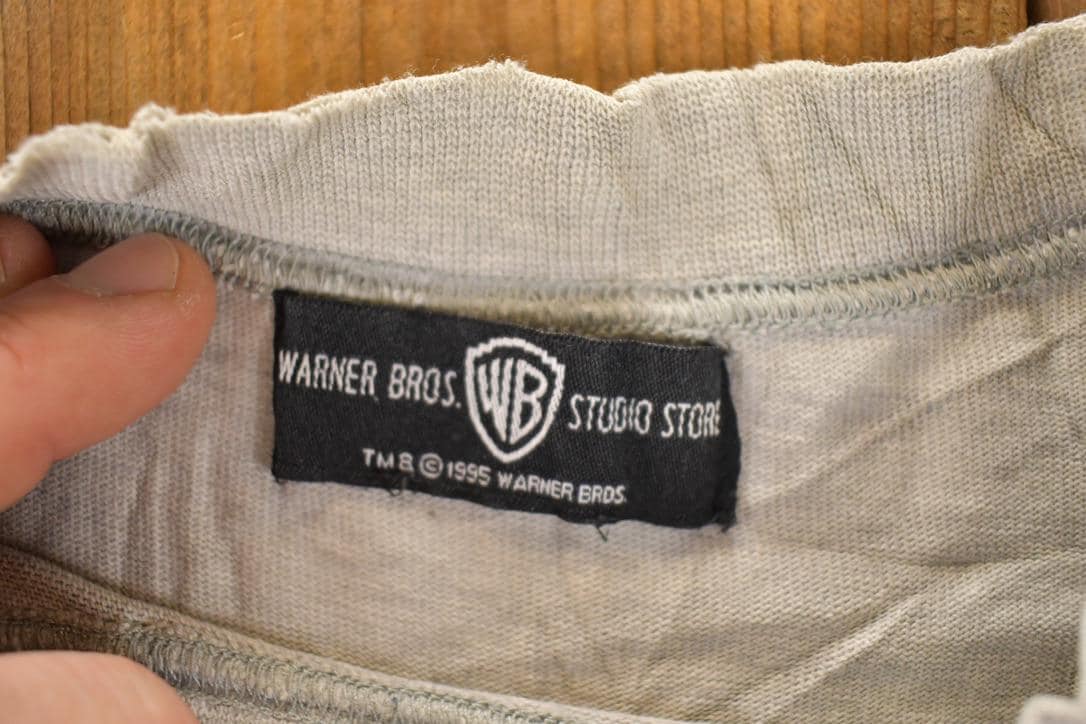 WARNER BROS. WB STUDIO STORE
TM & © 1995 WARNER BROS.